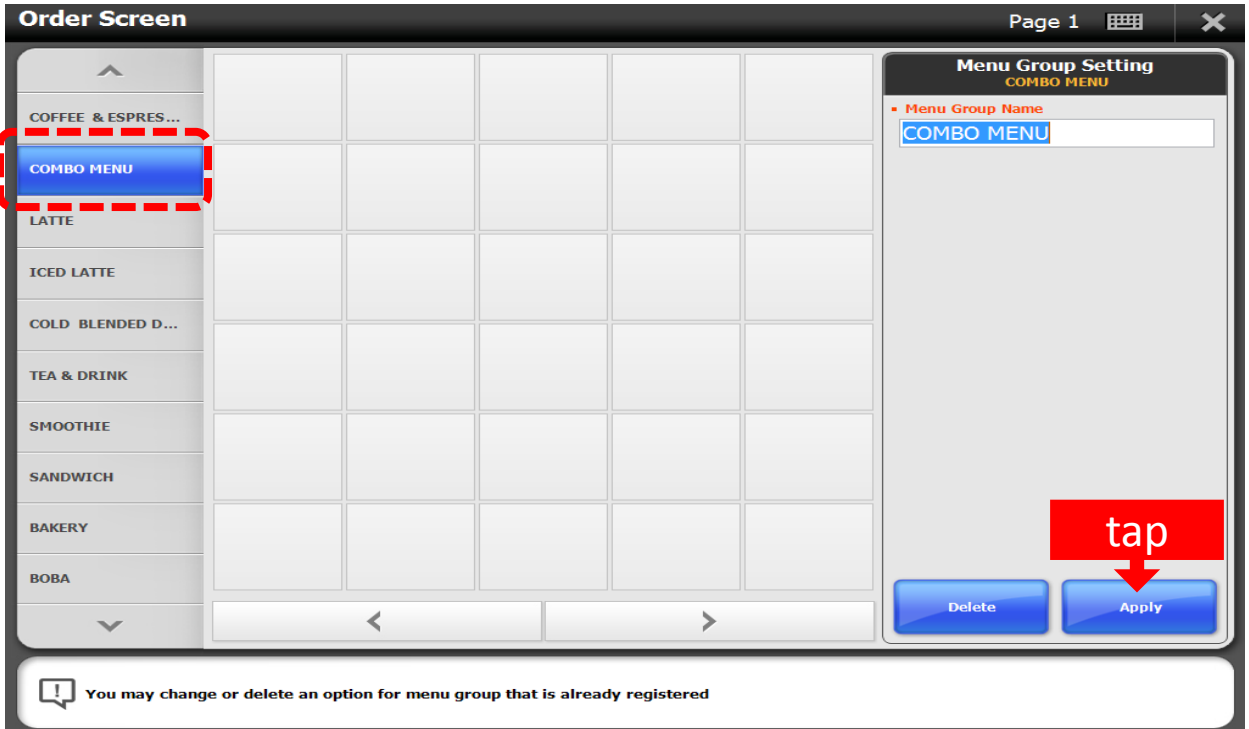 Order Screen
Page 1
COFFEE & ESPRES...
COMBO MENU
LATTE
ICED LATTE
COLD BLENDED D...
TEA & DRINK
SMOOTHIE
SANDWICH
BAKERY
BOBA
Menu Group Setting
COMBO MENU
Menu Group Name
COMBO MENU
tap
Delete
Apply
You may change or delete an option for menu group that is already registered